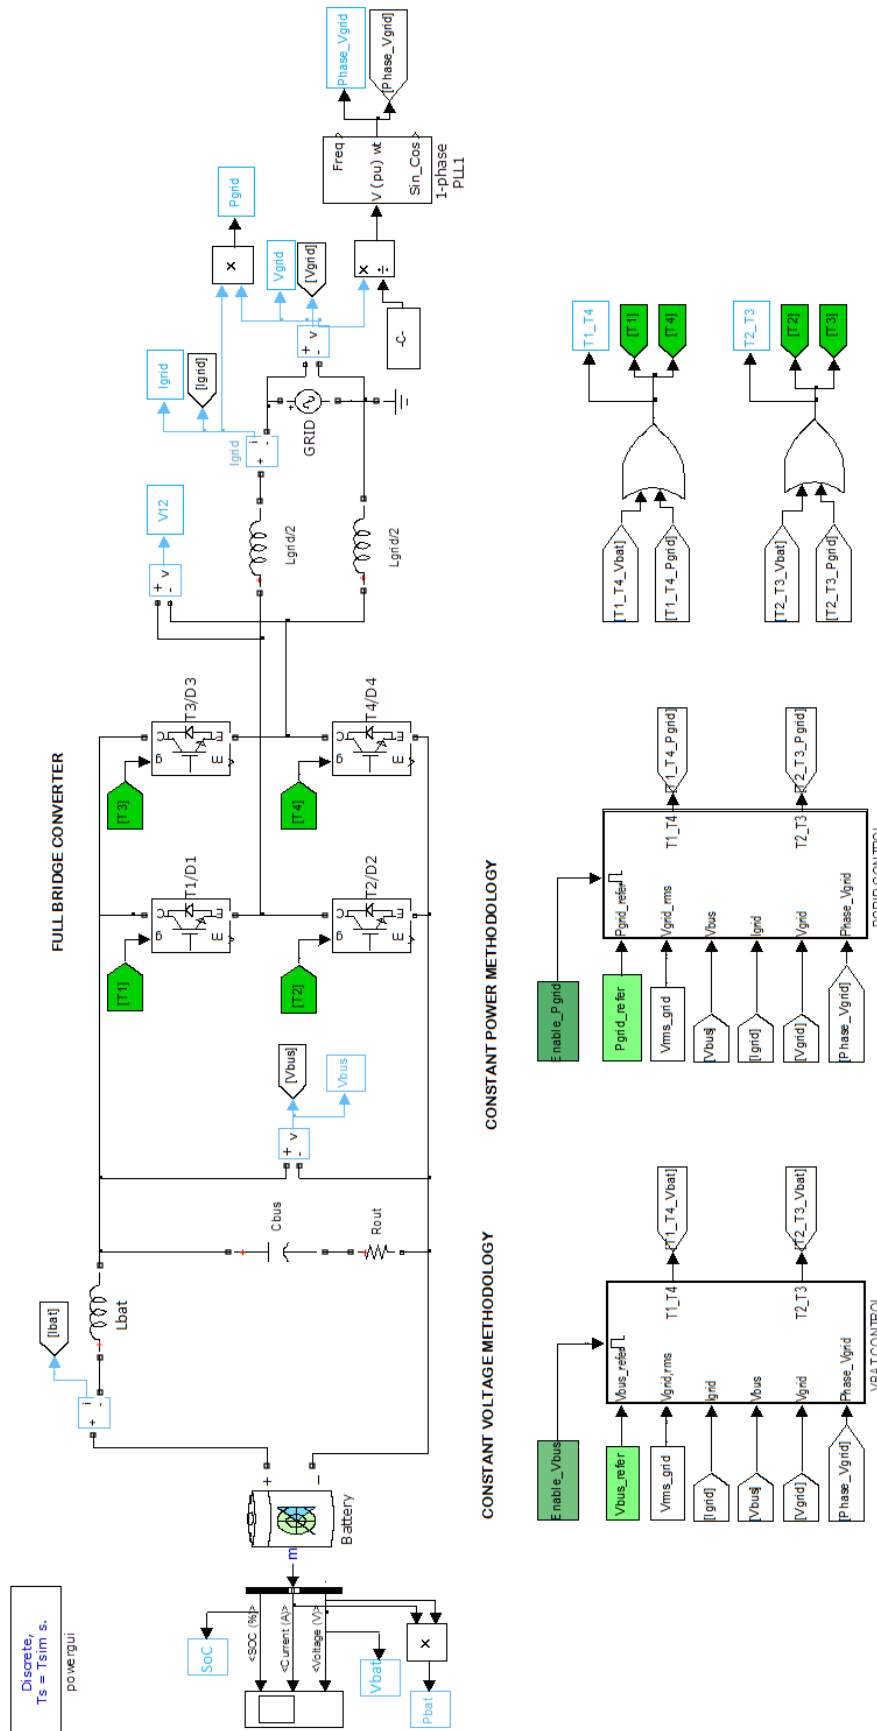 Discrete,
Ts = Tsim s.
powergui
SoC
<SOC (%)>
<Current (A)>
<Voltage (V)>
Vbat
Pbat
×
m
Battery
+
−
[Ibat]
+ i
-
Lbat
Cbus
Rout
[Vbus]
Vbus
+ v
-
FULL BRIDGE CONVERTER
[T1]
g C
m E
T1/D1
[T2]
g C
m E
T2/D2
[T3]
g C
m E
T3/D3
[T4]
g C
m E
T4/D4
V12
+ v
-
Lgrid/2
Lgrid/2
Igrid
[Igrid]
Igrid
+ i
-
GRID
+
+ v
-
Vgrid
[Vgrid]
×
Pgrid
×
÷
-C-
Freq
V (pu) wt
Sin_Cos
1-phase
PLL1
Phase_Vgrid
[Phase_Vgrid]
CONSTANT VOLTAGE METHODOLOGY
Enable_Vbus
Vbus_refer
Vrms_grid
[Igrid]
[Vbus]
[Vgrid]
[Phase_Vgrid]
Vbus_refer
Vgrid,rms
Igrid
Vbus
Vgrid
Phase_Vgrid
T1_T4
T2_T3
[T1_T4_Vbat]
[T2_T3_Vbat]
VBAT CONTROL
CONSTANT POWER METHODOLOGY
Enable_Pgrid
Pgrid_refer
Vrms_grid
[Vbus]
[Igrid]
[Vgrid]
[Phase_Vgrid]
Pgrid_refer
Vgrid_rms
Vbus
Igrid
Vgrid
Phase_Vgrid
T1_T4
T2_T3
[T1_T4_Pgrid]
[T2_T3_Pgrid]
PGRID CONTROL
[T1_T4_Vbat]
[T1_T4_Pgrid]
T1_T4
[T1]
[T4]
[T2_T3_Vbat]
[T2_T3_Pgrid]
T2_T3
[T2]
[T3]